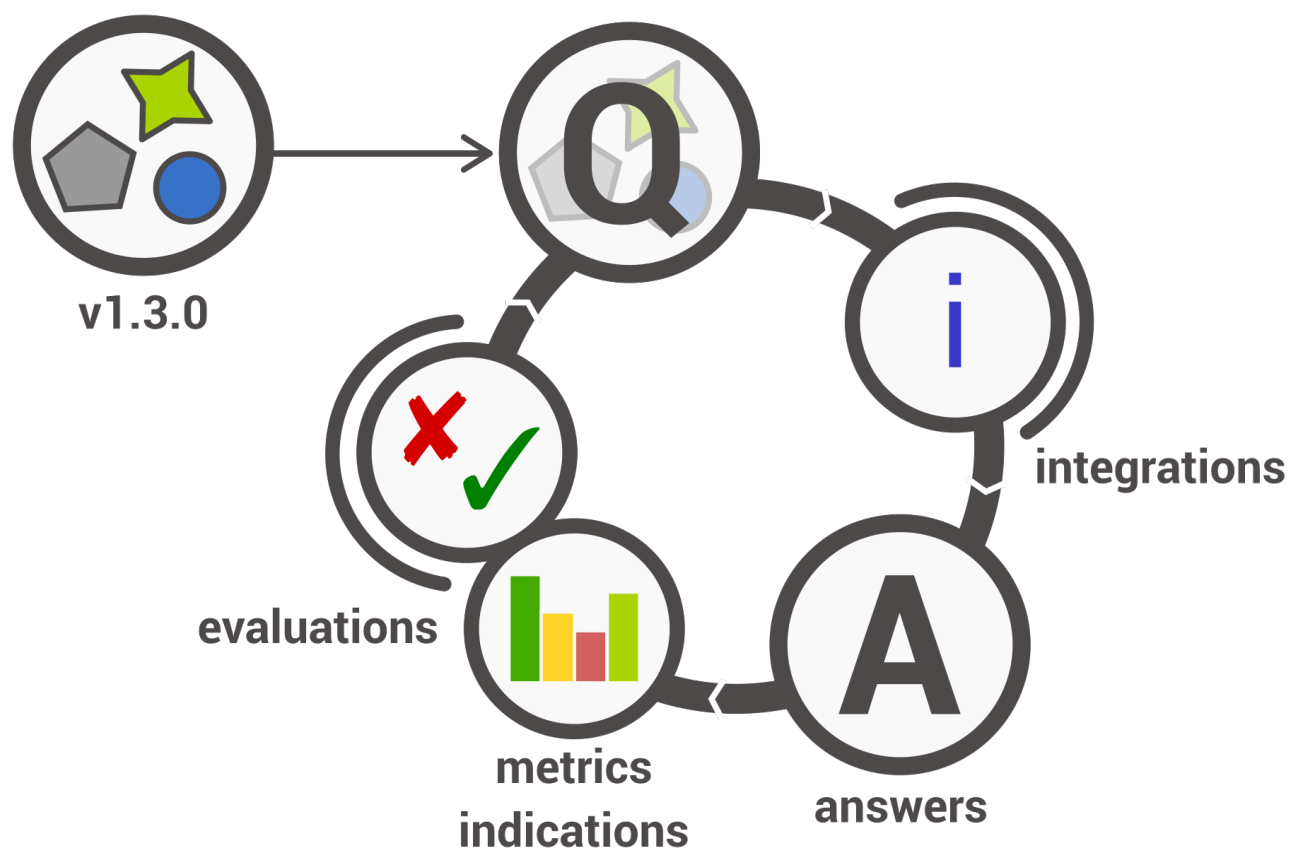 Q
v1.3.0
i
integrations
evaluations
A
metrics
indications
answers